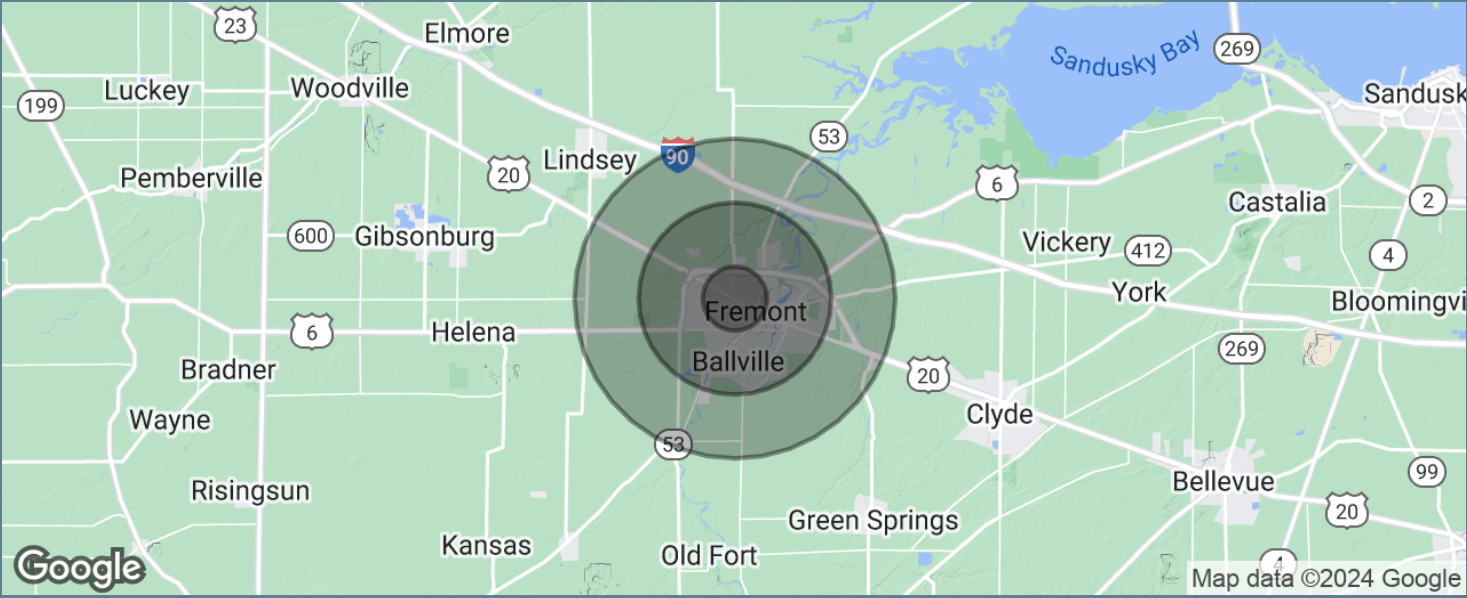 23
Elmore
Sandusky Bay
269
Luckey
Woodville
199
Sandusk
53
Lindsey
90
Pemberville
20
6
2
Castalia
600
Gibsonburg
Vickery
412
4
York
Bloomingvi
Fremont
6
Helena
Ballville
269
Bradner
20
Wayne
Clyde
53
Risingsun
Bellevue
99
20
Green Springs
Kansas
Old Fort
4
Google
Map data ©2024 Google